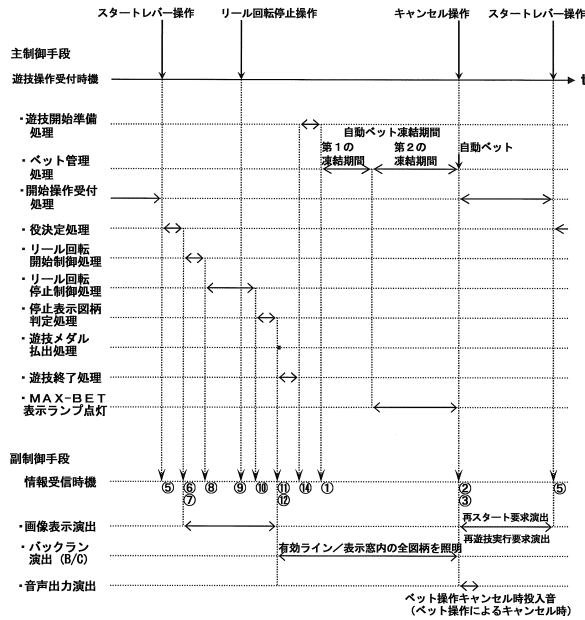 スタートレバー操作 リール回転停止操作 キャンセル操作 スタートレバー操作
主制御手段
遊技操作受付時機 t
・遊技開始準備
処理
自動ベット凍結期間
第１の
凍結期間
第２の
凍結期間
自動ベット
・ベット管理
処理
・開始操作受付
処理
・役決定処理
・リール回転
開始制御処理
・リール回転
停止制御処理
・停止表示図柄
判定処理
・遊技メダル
払出処理
・遊技終了処理
・ＭＡＸ－ＢＥＴ
表示ランプ点灯
副制御手段
情報受信時機 ⑤ ⑥ ⑧ ⑨ ⑩ ⑪ ⑭ ① ② ⑤
⑦ ⑫ ③
・画像表示演出 再スタート要求演出
再遊技実行要求演出
・バックラン
演出（B/C） 有効ライン／表示窓内の全図柄を照明
・音声出力演出
ベット操作キャンセル時投入音
（ベット操作によるキャンセル時）